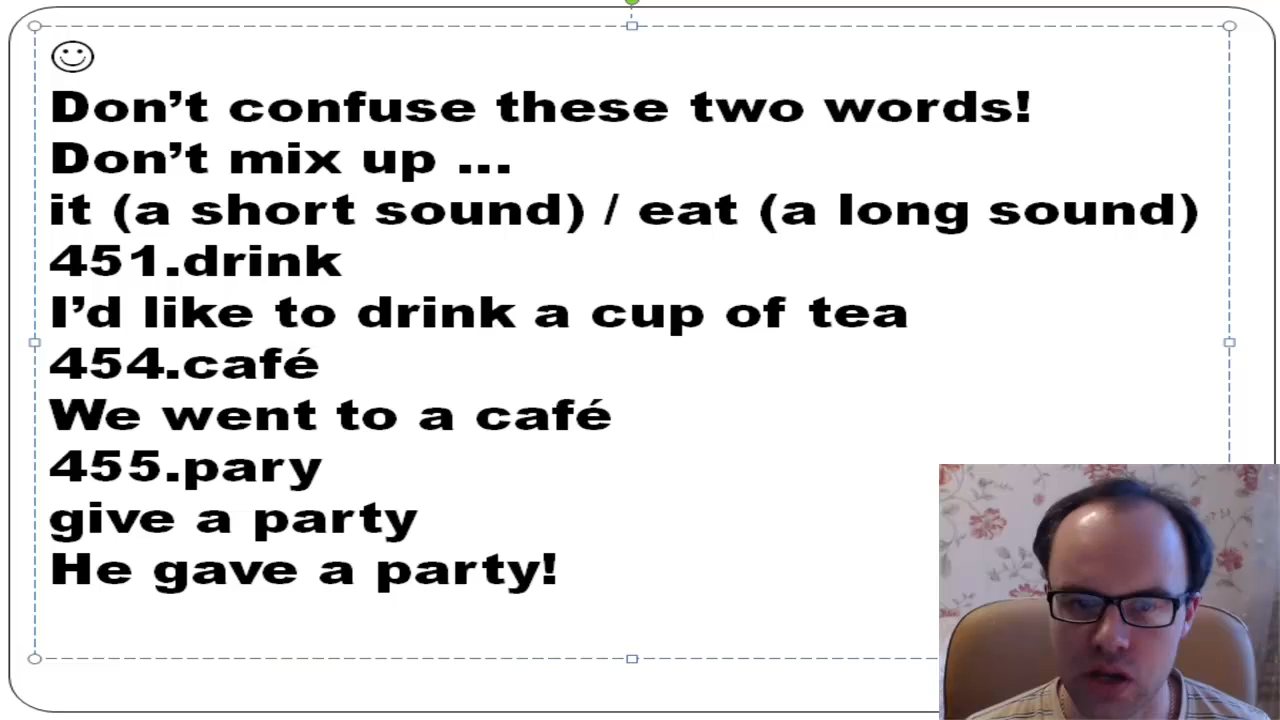 Don’t confuse these two words!
Don’t mix up ...
it (a short sound) / eat (a long sound)
451.drink
I’d like to drink a cup of tea
454.café
We went to a café
455.pary
give a party
He gave a party!